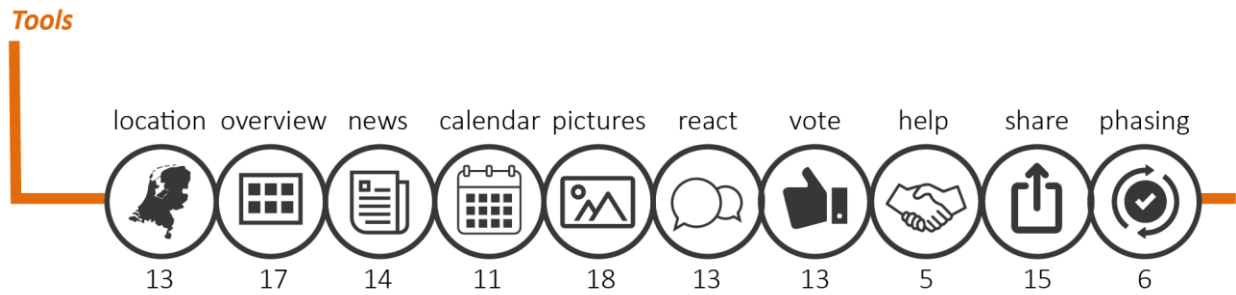 Tools
location overview news calendar pictures react vote help share phasing
13 17 14 11 18 13 13 5 15 6